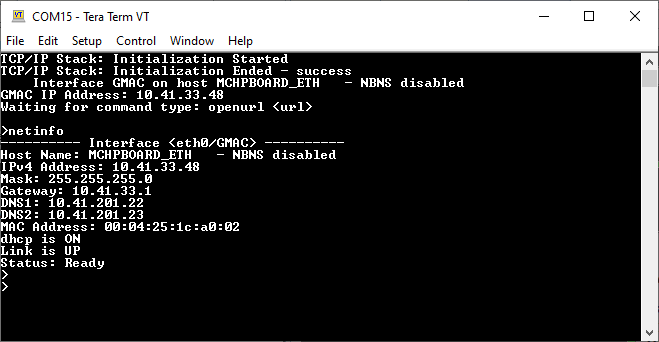 COM15 - Tera Term VT
File Edit Setup Control Window Help
TCP/IP Stack: Initialization Started
TCP/IP Stack: Initialization Ended - success
    Interface GMAC on host MCHPBOARD_ETH   - NBNS disabled
GMAC IP Address: 10.41.33.48
Waiting for command type: openurl <url>
>netinfo
---------- Interface <eth0/GMAC> ----------
Host Name: MCHPBOARD_ETH   - NBNS disabled
IPv4 Address: 10.41.33.48
Mask: 255.255.255.0
Gateway: 10.41.33.1
DNS1: 10.41.201.22
DNS2: 10.41.201.23
MAC Address: 00:04:25:1c:a0:02
dhcp is ON
Link is UP
Status: Ready
>
>